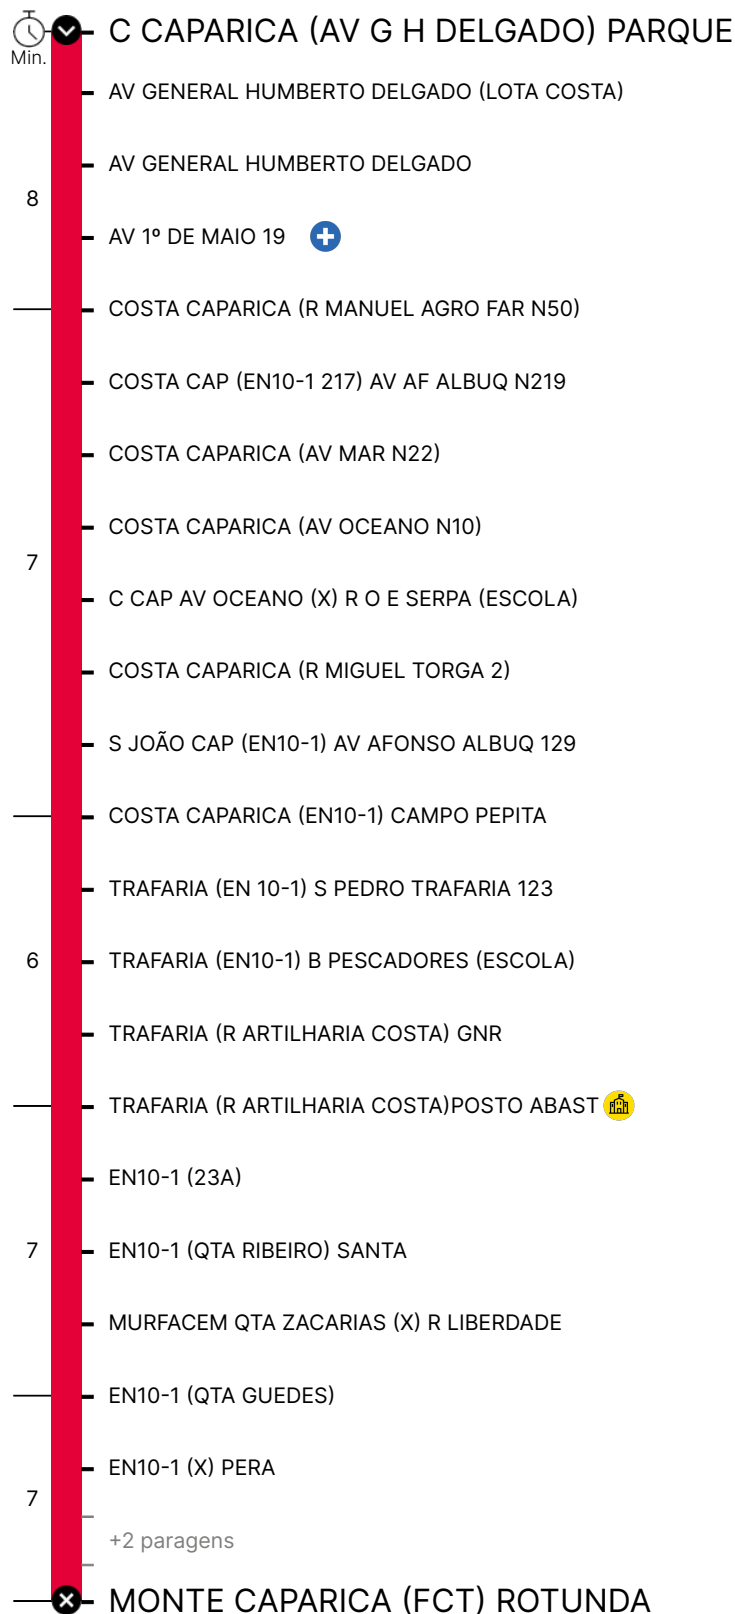 C CAPARICA (AV G H DELGADO) PARQUE
Min.
AV GENERAL HUMBERTO DELGADO (LOTA COSTA)
AV GENERAL HUMBERTO DELGADO
8
AV 1º DE MAIO 19
COSTA CAPARICA (R MANUEL AGRO FAR N50)
COSTA CAP (EN10-1 217) AV AF ALBUQ N219
COSTA CAPARICA (AV MAR N22)
COSTA CAPARICA (AV OCEANO N10)
7
C CAP AV OCEANO (X) R O E SERPA (ESCOLA)
COSTA CAPARICA (R MIGUEL TORGA 2)
S JOÃO CAP (EN10-1) AV AFONSO ALBUQ 129
COSTA CAPARICA (EN10-1) CAMPO PEPITA
TRAFARIA (EN 10-1) S PEDRO TRAFARIA 123
6
TRAFARIA (EN10-1) B PESCADORES (ESCOLA)
TRAFARIA (R ARTILHARIA COSTA) GNR
TRAFARIA (R ARTILHARIA COSTA)POSTO ABAST
EN10-1 (23A)
7
EN10-1 (QTA RIBEIRO) SANTA
MURFACEM QTA ZACARIAS (X) R LIBERDADE
EN10-1 (QTA GUEDES)
EN10-1 (X) PERA
7
+2 paragens
MONTE CAPARICA (FCT) ROTUNDA